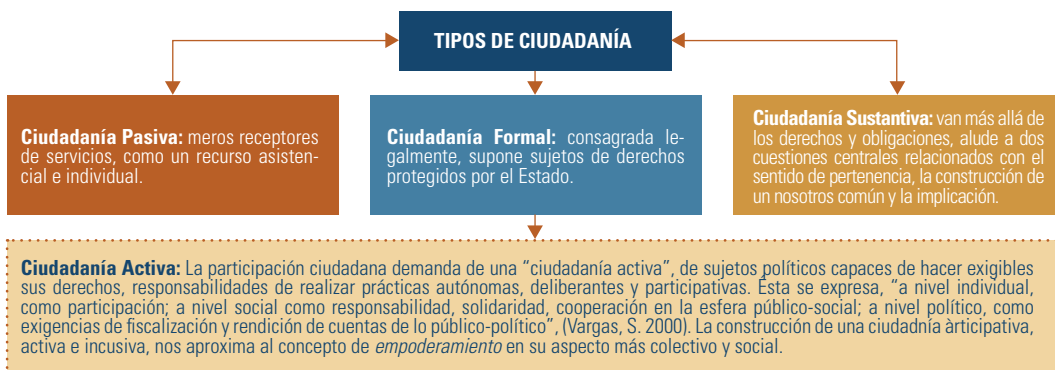 TIPOS DE CIUDADANÍA
Ciudadanía Pasiva: meros receptores
de servicios, como un recurso asisten-
cial e individual.
Ciudadanía Formal: consagrada le-
galmente, supone sujetos de derechos
protegidos por el Estado.
Ciudadanía Sustantiva: van más allá de
los derechos y obligaciones, alude a dos
cuestiones centrales relacionados con el
sentido de pertenencia, la construcción de
un nosotros común y la implicación.
Ciudadanía Activa: La participación ciudadana demanda de una “ciudadanía activa”, de sujetos políticos capaces de hacer exigibles
sus derechos, responsabilidades de realizar prácticas autónomas, deliberantes y participativas. Ésta se expresa, “a nivel individual,
como participación; a nivel social como responsabilidad, solidaridad, cooperación en la esfera público-social; a nivel político, como
exigencias de fiscalización y rendición de cuentas de lo público-político”, (Vargas, S. 2000). La construcción de una ciudadnía àrticipativa,
activa e incusiva, nos aproxima al concepto de empoderamiento en su aspecto más colectivo y social.